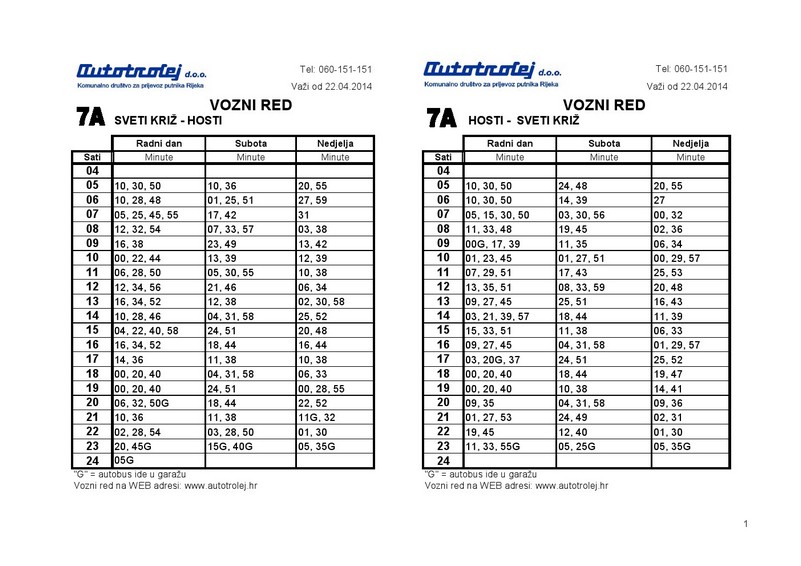 Autotrolej d.o.o.
Tel: 060-151-151
Komunalno društvo za prijevoz putnika Rijeka
Važi od 22.04.2014
VOZNI RED
7A SVETI KRIŽ - HOSTI
Radni dan Subota Nedjelja
Sati Minute Minute Minute
04
05 10, 30, 50 10, 36 20, 55
06 10, 28, 48 01, 25, 51 27, 59
07 05, 25, 45, 55 17, 42 31
08 12, 32, 54 07, 33, 57 03, 38
09 16, 38 23, 49 13, 42
10 00, 22, 44 13, 39 12, 39
11 06, 28, 50 05, 30, 55 10, 38
12 12, 34, 56 21, 46 06, 34
13 16, 34, 52 12, 38 02, 30, 58
14 10, 28, 46 04, 31, 58 25, 52
15 04, 22, 40, 58 24, 51 20, 48
16 16, 34, 52 18, 44 16, 44
17 14, 36 11, 38 10, 38
18 00, 20, 40 04, 31, 58 06, 33
19 00, 20, 40 24, 51 00, 28, 55
20 06, 32, 50G 18, 44 22, 52
21 10, 36 11, 38 11G, 32
22 02, 28, 54 03, 28, 50 01, 30
23 20, 45G 15G, 40G 05, 35G
24 05G
"G" = autobus ide u garažu
Vozni red na WEB adresi: www.autotrolej.hr
Autotrolej d.o.o.
Tel: 060-151-151
Komunalno društvo za prijevoz putnika Rijeka
Važi od 22.04.2014
VOZNI RED
7A HOSTI - SVETI KRIŽ
Radni dan Subota Nedjelja
Sati Minute Minute Minute
04
05 10, 30, 50 24, 48 20, 55
06 10, 30, 50 14, 39 27
07 05, 15, 30, 50 03, 30, 56 00, 32
08 11, 33, 48 19, 45 02, 36
09 00G, 17, 39 11, 35 06, 34
10 01, 23, 45 01, 27, 51 00, 29, 57
11 07, 29, 51 17, 43 25, 53
12 13, 35, 51 08, 33, 59 20, 48
13 09, 27, 45 25, 51 16, 43
14 03, 21, 39, 57 18, 44 11, 39
15 15, 33, 51 11, 38 06, 33
16 09, 27, 45 04, 31, 58 01, 29, 57
17 03, 20G, 37 24, 51 25, 52
18 00, 20, 40 18, 44 19, 47
19 00, 20, 40 10, 38 14, 41
20 09, 35 04, 31, 58 09, 36
21 01, 27, 53 24, 49 02, 31
22 19, 45 12, 40 01, 30
23 11, 33, 55G 05, 25G 05, 35G
24
"G" = autobus ide u garažu
Vozni red na WEB adresi: www.autotrolej.hr
1